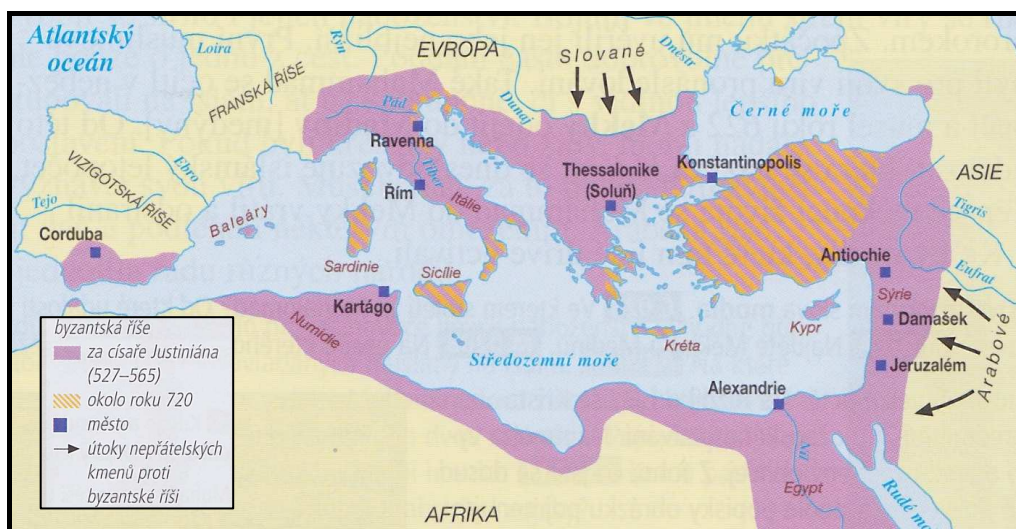 Atlantský
oceán
Loira
FRANSKÁ ŘÍŠE
Rýn
EVROPA
Slované
Dněstr
Dunaj
Černé moře
Pád
Ravenna
Tiber
Řím
Itálie
Thessalonike
(Soluň)
Konstantinopolis
ASIE
Tigris
Eufrat
VIZIGÓTSKÁ ŘÍŠE
Ebro
Tejo
Baleáry
Corduba
Sardinie
Sicílie
Kartágo
Numidie
Středozemní moře
Kréta
Kypr
Antiochie
Sýrie
Damašek
Jeruzalém
Arabové
Alexandrie
Nil
Egypt
Rudé mo
AFRIKA
byzantská říše
za císaře Justiniána
(527–565)
okolo roku 720
město
útoky nepřátelských
kmenů proti
byzantské říši